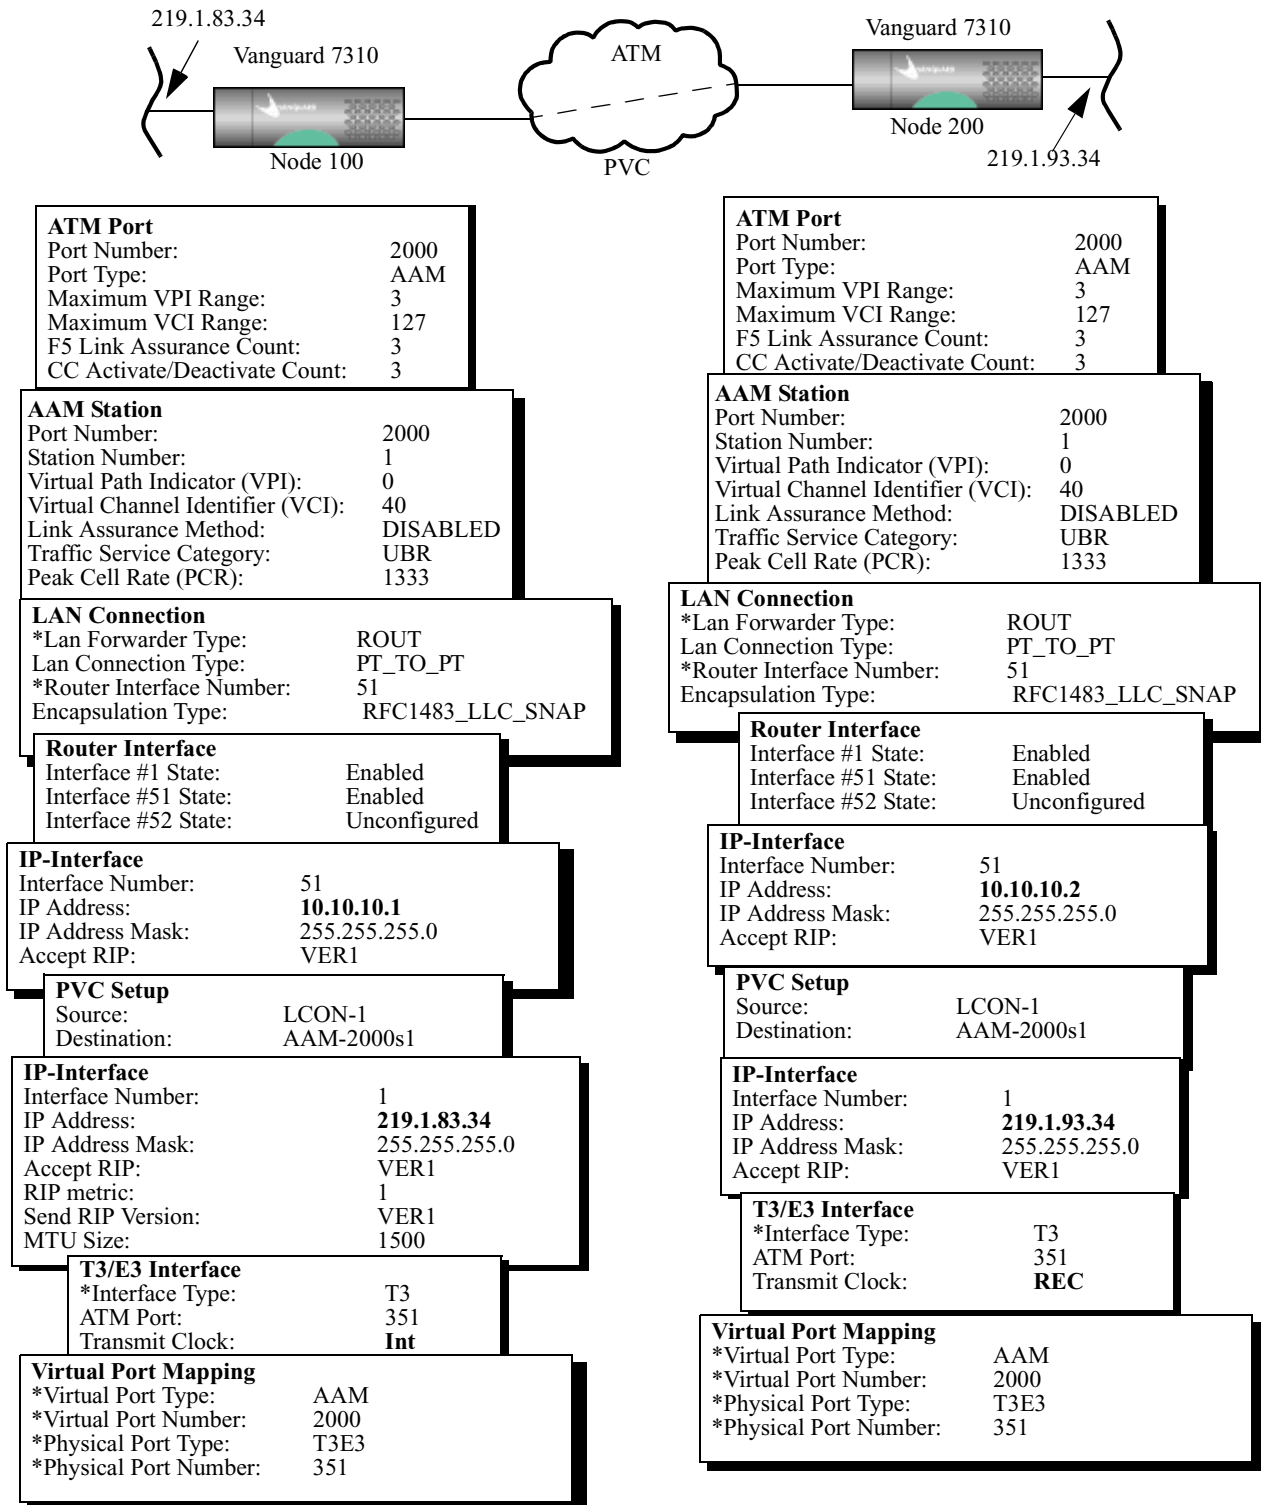 219.1.83.34
Vanguard 7310
ATM
Vanguard 7310
Node 100
PVC
Node 200
219.1.93.34
ATM Port
Port Number: 2000
Port Type: AAM
Maximum VPI Range: 3
Maximum VCI Range: 127
F5 Link Assurance Count: 3
CC Activate/Deactivate Count: 3
AAM Station
Port Number: 2000
Station Number: 1
Virtual Path Indicator (VPI): 0
Virtual Channel Identifier (VCI): 40
Link Assurance Method: DISABLED
Traffic Service Category: UBR
Peak Cell Rate (PCR): 1333
LAN Connection
*Lan Forwarder Type: ROUT
Lan Connection Type: PT_TO_PT
*Router Interface Number: 51
Encapsulation Type: RFC1483_LLC_SNAP
Router Interface
Interface #1 State: Enabled
Interface #51 State: Enabled
Interface #52 State: Unconfigured
IP-Interface
Interface Number: 51
IP Address: 10.10.10.1
IP Address Mask: 255.255.255.0
Accept RIP: VER1
PVC Setup
Source: LCON-1
Destination: AAM-2000s1
IP-Interface
Interface Number: 1
IP Address: 219.1.83.34
IP Address Mask: 255.255.255.0
Accept RIP: VER1
RIP metric: 1
Send RIP Version: VER1
MTU Size: 1500
T3/E3 Interface
*Interface Type: T3
ATM Port: 351
Transmit Clock: Int
Virtual Port Mapping
*Virtual Port Type: AAM
*Virtual Port Number: 2000
*Physical Port Type: T3E3
*Physical Port Number: 351
ATM Port
Port Number: 2000
Port Type: AAM
Maximum VPI Range: 3
Maximum VCI Range: 127
F5 Link Assurance Count: 3
CC Activate/Deactivate Count: 3
AAM Station
Port Number: 2000
Station Number: 1
Virtual Path Indicator (VPI): 0
Virtual Channel Identifier (VCI): 40
Link Assurance Method: DISABLED
Traffic Service Category: UBR
Peak Cell Rate (PCR): 1333
LAN Connection
*Lan Forwarder Type: ROUT
Lan Connection Type: PT_TO_PT
*Router Interface Number: 51
Encapsulation Type: RFC1483_LLC_SNAP
Router Interface
Interface #1 State: Enabled
Interface #51 State: Enabled
Interface #52 State: Unconfigured
IP-Interface
Interface Number: 51
IP Address: 10.10.10.2
IP Address Mask: 255.255.255.0
Accept RIP: VER1
PVC Setup
Source: LCON-1
Destination: AAM-2000s1
IP-Interface
Interface Number: 1
IP Address: 219.1.93.34
IP Address Mask: 255.255.255.0
Accept RIP: VER1
T3/E3 Interface
*Interface Type: T3
ATM Port: 351
Transmit Clock: REC
Virtual Port Mapping
*Virtual Port Type: AAM
*Virtual Port Number: 2000
*Physical Port Type: T3E3
*Physical Port Number: 351